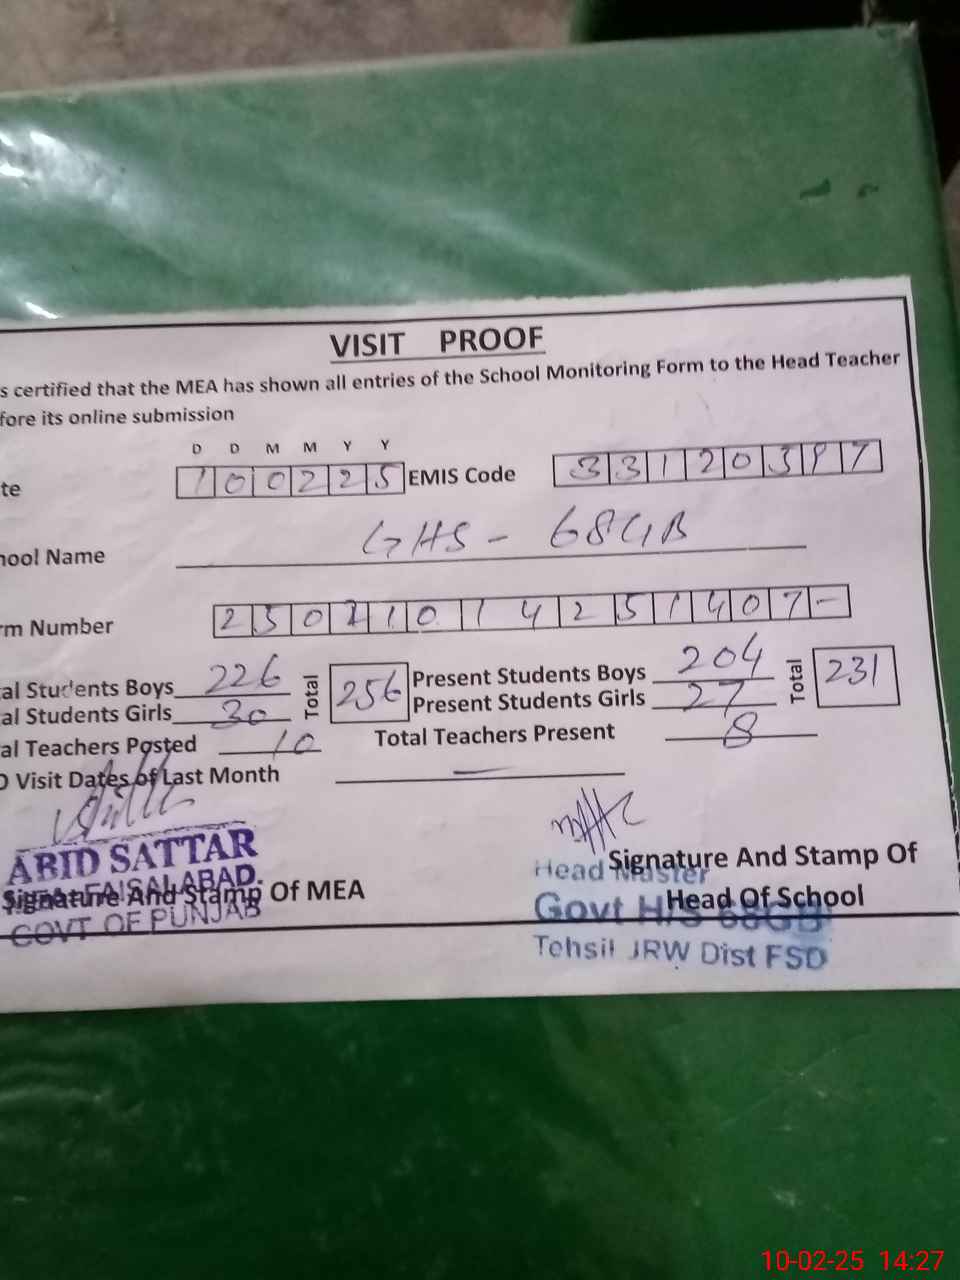 VISIT PROOF
s certified that the MEA has shown all entries of the School Monitoring Form to the Head Teacher
fore its online submission
D D M M Y Y
te 1 0 0 2 2 5 EMIS Code 3 3 1 2 0 3 9 7
hool Name GHS - 68GB
rm Number 2 5 0 2 1 0 1 4 2 5 1 4 0 7 -
al Students Boys 226 Total 256 Present Students Boys 204 Total 231
al Students Girls 30 Present Students Girls 27
al Teachers Posted 10 Total Teachers Present 8
O Visit Dates of Last Month —
ABID SATTAR
FAISALABAD.
Signature And Stamp Of MEA
GOVT OF PUNJAB
Signature And Stamp Of
Head Master
Head Of School
Govt H/S 68GB
Tehsil JRW Dist FSD
10-02-25 14:27